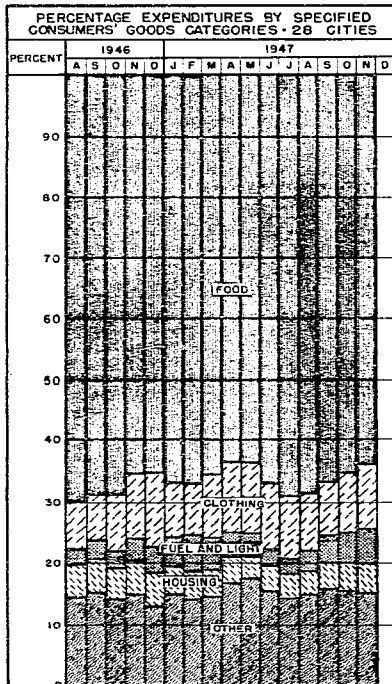 PERCENTAGE EXPENDITURES BY SPECIFIED
CONSUMERS' GOODS CATEGORIES • 28 CITIES
PERCENT
1946 1947
A S O N D J F M A M J J A S O N D
90
80
70
60
FOOD
50
40
30
CLOTHING
FUEL AND LIGHT
20
HOUSING
10
OTHER
0